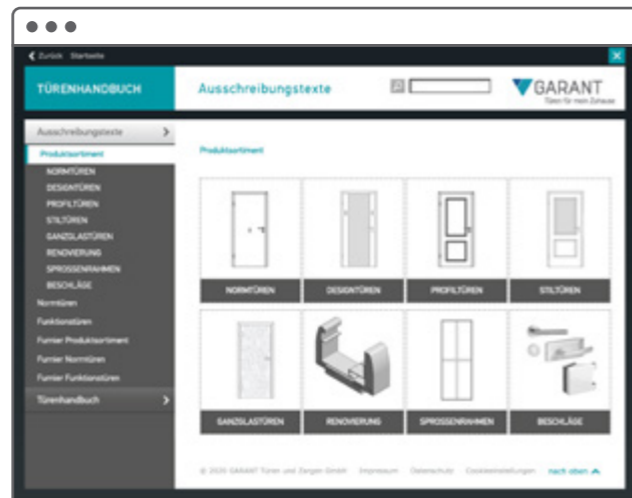 Zurück Startseite
TÜRENHANDBUCH
Ausschreibungstexte
GARANT
Türen für mein Zuhause
Ausschreibungstexte
Produktsortiment
NORMTÜREN
DESIGNTÜREN
PROFILTÜREN
STILTÜREN
GANZGLASTÜREN
RENOVIERUNG
SPROSSENRAHMEN
BESCHLÄGE
Normtüren
Funktionstüren
Furnier Produktsortiment
Furnier Normtüren
Furnier Funktionstüren
Türenhandbuch
Produktsortiment
NORMTÜREN DESIGNTÜREN PROFILTÜREN STILTÜREN
GANZGLASTÜREN RENOVIERUNG SPROSSENRAHMEN BESCHLÄGE
© 2020 GARANT Türen und Zargen GmbH Impressum Datenschutz Cookieeinstellungen nach oben